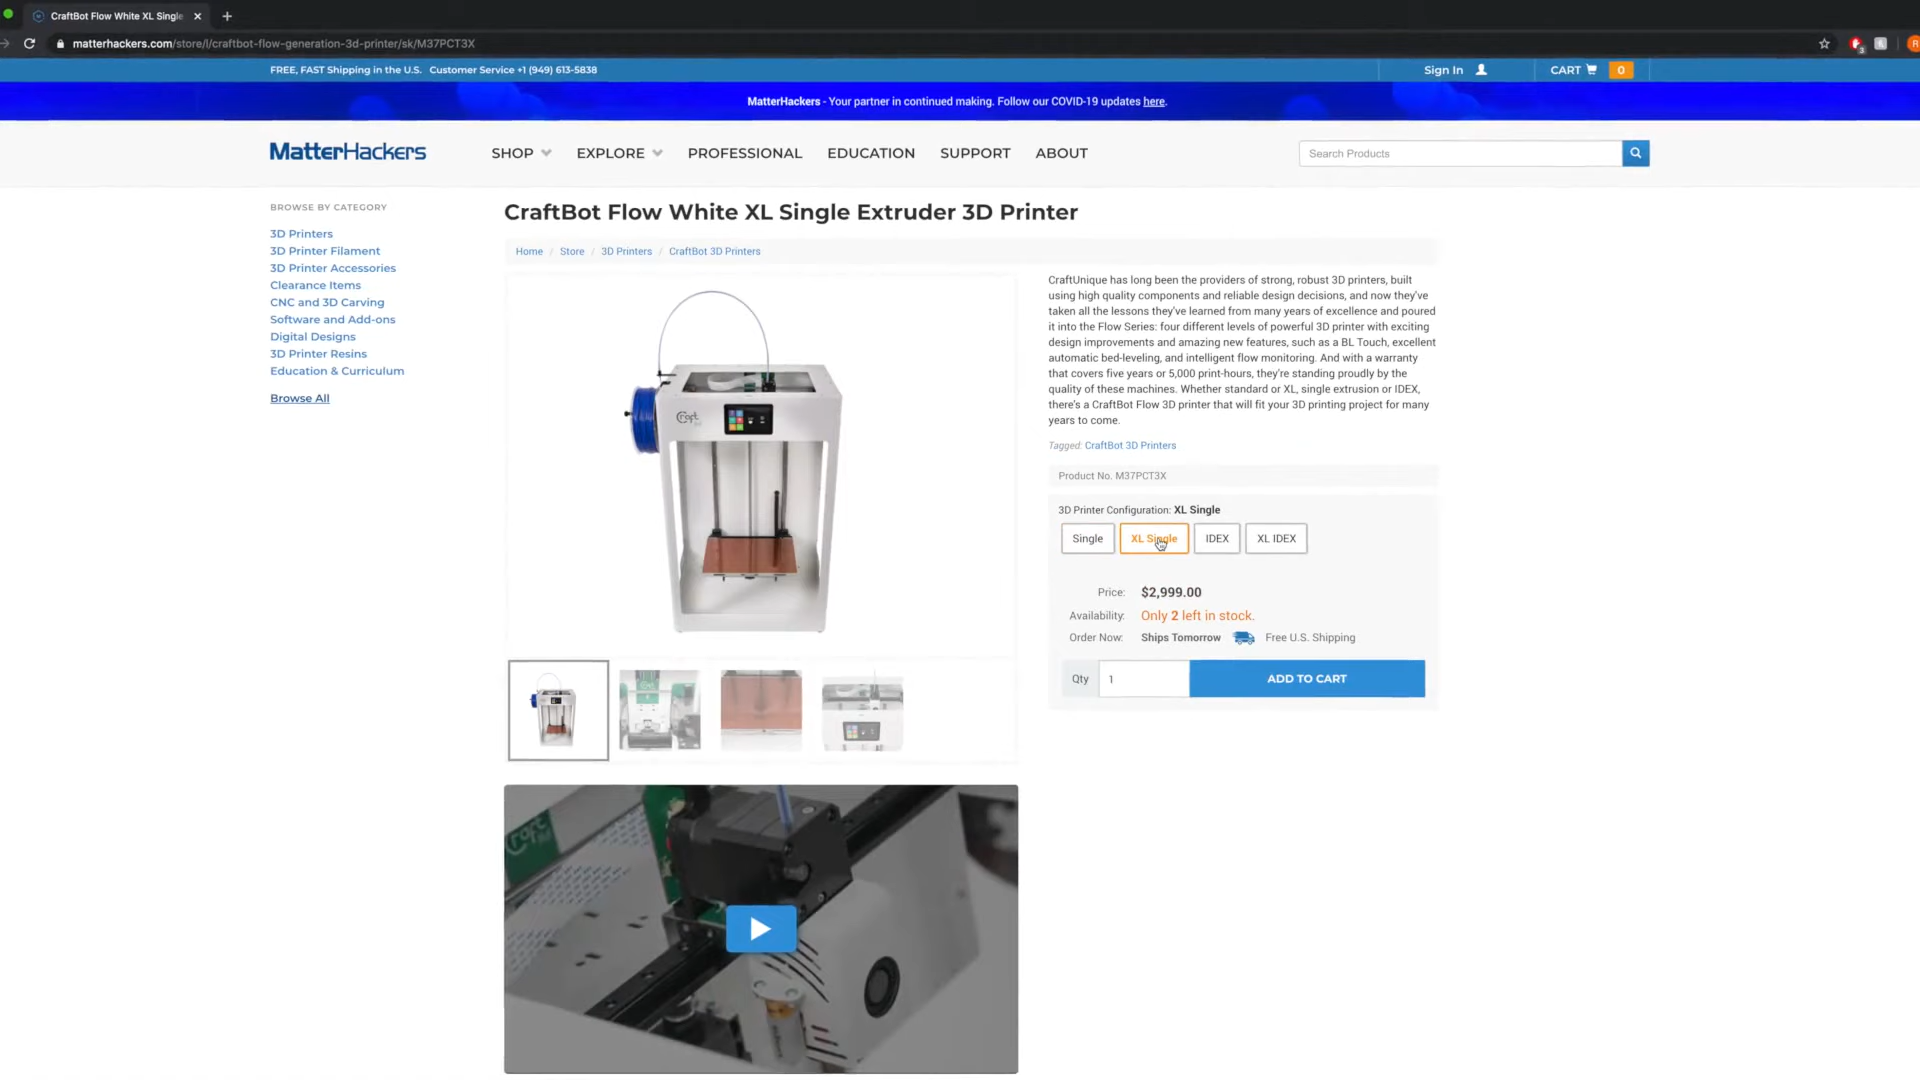 CraftBot Flow White XL Single
matterhackers.com/store/l/craftbot-flow-generation-3d-printer/sk/M37PCT3X
3
R
FREE, FAST Shipping in the U.S. Customer Service +1 (949) 613-5838
Sign In
CART
0
MatterHackers - Your partner in continued making. Follow our COVID-19 updates here.
MatterHackers
SHOP
EXPLORE
PROFESSIONAL
EDUCATION
SUPPORT
ABOUT
Search Products
BROWSE BY CATEGORY
3D Printers
3D Printer Filament
3D Printer Accessories
Clearance Items
CNC and 3D Carving
Software and Add-ons
Digital Designs
3D Printer Resins
Education & Curriculum
Browse All
CraftBot Flow White XL Single Extruder 3D Printer
Home / Store / 3D Printers / CraftBot 3D Printers
Craft
CraftUnique has long been the providers of strong, robust 3D printers, built
using high quality components and reliable design decisions, and now they've
taken all the lessons they've learned from many years of excellence and poured
it into the Flow Series: four different levels of powerful 3D printer with exciting
design improvements and amazing new features, such as a BL Touch, excellent
automatic bed-leveling, and intelligent flow monitoring. And with a warranty
that covers five years or 5,000 print-hours, they're standing proudly by the
quality of these machines. Whether standard or XL, single extrusion or IDEX,
there's a CraftBot Flow 3D printer that will fit your 3D printing project for many
years to come.
Tagged: CraftBot 3D Printers
Product No. M37PCT3X
3D Printer Configuration: XL Single
Single
XL Single
IDEX
XL IDEX
Price: $2,999.00
Availability: Only 2 left in stock.
Order Now: Ships Tomorrow Free U.S. Shipping
Qty 1
ADD TO CART